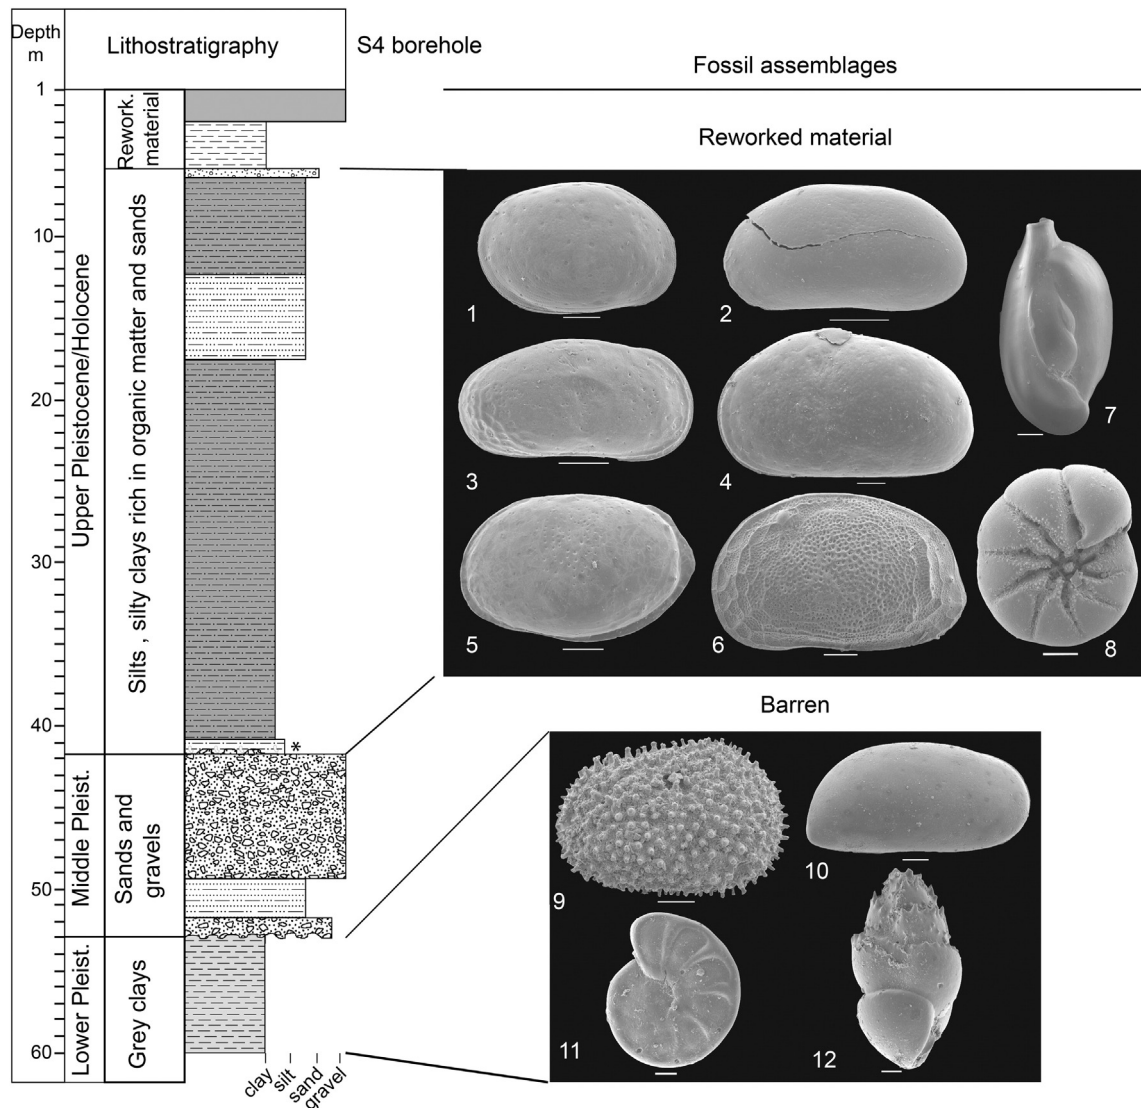 Depth
m
Lithostratigraphy
S4 borehole
Fossil assemblages
1
10
20
30
40
50
60
Upper Pleistocene/Holocene
Middle Pleist.
Lower Pleist.
Rework.
material
Silts , silty clays rich in organic matter and sands
Sands and
gravels
Grey clays
*
clay
silt
sand
gravel
Reworked material
1
2
3
4
5
6
7
8
Barren
9
10
11
12